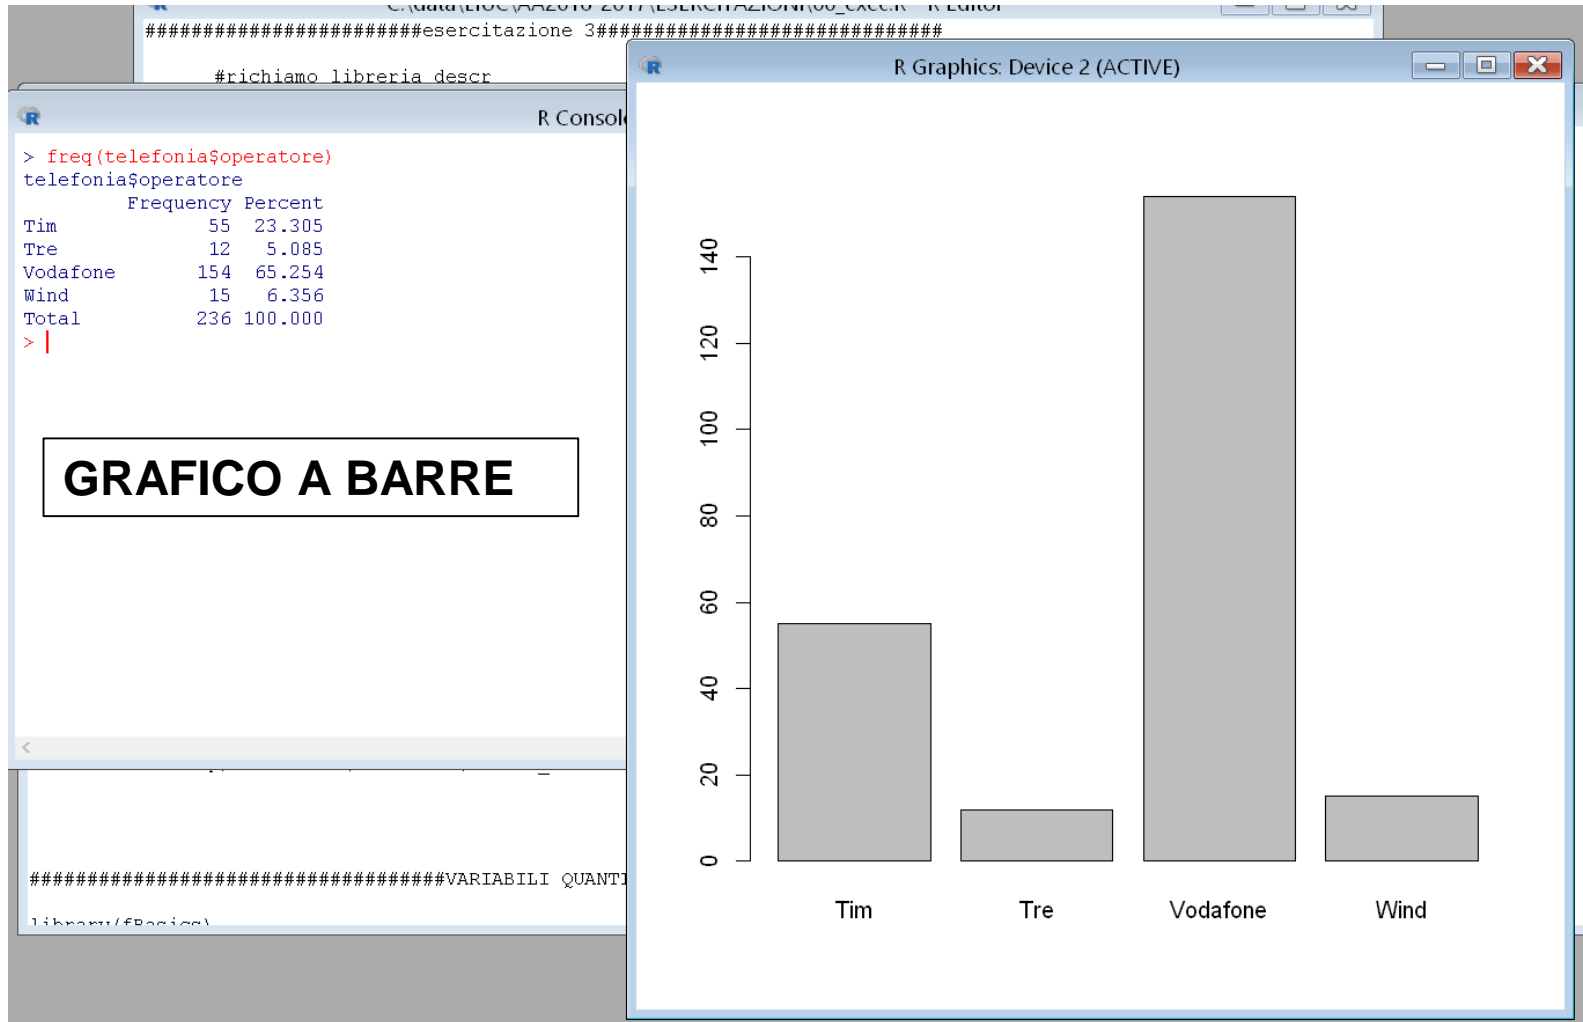 ########################esercitazione 3##############################
#richiamo libreria descr
R Console
> freq(telefonia$operatore)
telefonia$operatore
Frequency Percent
Tim 55 23.305
Tre 12 5.085
Vodafone 154 65.254
Wind 15 6.356
Total 236 100.000
>
GRAFICO A BARRE
####################################VARIABILI QUANTI
library(fBasics)
R Graphics: Device 2 (ACTIVE)
140
120
100
80
60
40
20
0
Tim Tre Vodafone Wind